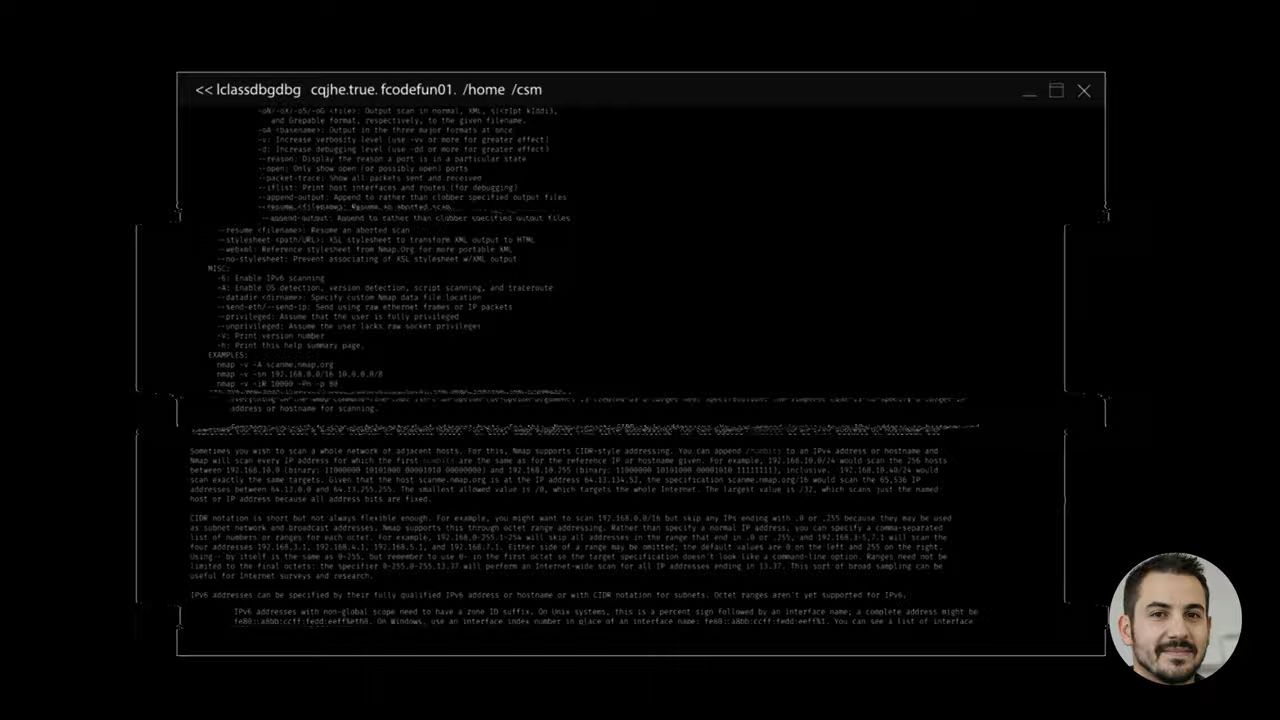 << lclassdbgdbg cqjhe.true. fcodefun01. /home /csm
-oN/-oX/-oS/-oG <file>: Output scan in normal, XML, s|<rIpt kIddi3,
and Grepable format, respectively, to the given filename.
-oA <basename>: Output in the three major formats at once
-v: Increase verbosity level (use -vv or more for greater effect)
-d: Increase debugging level (use -dd or more for greater effect)
--reason: Display the reason a port is in a particular state
--open: Only show open (or possibly open) ports
--packet-trace: Show all packets sent and received
--iflist: Print host interfaces and routes (for debugging)
--append-output: Append to rather than clobber specified output files
--resume <filename>: Resume an aborted scan
--append-output: Append to rather than clobber specified output files
--resume <filename>: Resume an aborted scan
--stylesheet <path/URL>: XSL stylesheet to transform XML output to HTML
--webxml: Reference stylesheet from Nmap.Org for more portable XML
--no-stylesheet: Prevent associating of XSL stylesheet w/XML output
MISC:
-6: Enable IPv6 scanning
-A: Enable OS detection, version detection, script scanning, and traceroute
--datadir <dirname>: Specify custom Nmap data file location
--send-eth/--send-ip: Send using raw ethernet frames or IP packets
--privileged: Assume that the user is fully privileged
--unprivileged: Assume the user lacks raw socket privileges
-V: Print version number
-h: Print this help summary page.
EXAMPLES:
nmap -v -A scanme.nmap.org
nmap -v -sn 192.168.0.0/16 10.0.0.0/8
nmap -v -iR 10000 -Pn -p 80
address or hostname for scanning.
Sometimes you wish to scan a whole network of adjacent hosts. For this, Nmap supports CIDR-style addressing. You can append /numbits to an IPv4 address or hostname and
Nmap will scan every IP address for which the first numbits are the same as for the reference IP or hostname given. For example, 192.168.10.0/24 would scan the 256 hosts
between 192.168.10.0 (binary: 11000000 10101000 00001010 00000000) and 192.168.10.255 (binary: 11000000 10101000 00001010 11111111), inclusive. 192.168.10.40/24 would
scan exactly the same targets. Given that the host scanme.nmap.org is at the IP address 64.13.134.52, the specification scanme.nmap.org/16 would scan the 65,536 IP
addresses between 64.13.0.0 and 64.13.255.255. The smallest allowed value is /0, which targets the whole Internet. The largest value is /32, which scans just the named
host or IP address because all address bits are fixed.
CIDR notation is short but not always flexible enough. For example, you might want to scan 192.168.0.0/16 but skip any IPs ending with .0 or .255 because they may be used
as subnet network and broadcast addresses. Nmap supports this through octet range addressing. Rather than specify a normal IP address, you can specify a comma-separated
list of numbers or ranges for each octet. For example, 192.168.0-255.1-254 will skip all addresses in the range that end in .0 or .255, and 192.168.3-5,7.1 will scan the
four addresses 192.168.3.1, 192.168.4.1, 192.168.5.1, and 192.168.7.1. Either side of a range may be omitted; the default values are 0 on the left and 255 on the right.
Using - by itself is the same as 0-255, but remember to use 0- in the first octet so the target specification doesn't look like a command-line option. Ranges need not be
limited to the final octets: the specifier 0-255.0-255.13.37 will perform an Internet-wide scan for all IP addresses ending in 13.37. This sort of broad sampling can be
useful for Internet surveys and research.
IPv6 addresses can be specified by their fully qualified IPv6 address or hostname or with CIDR notation for subnets. Octet ranges aren't yet supported for IPv6.
IPv6 addresses with non-global scope need to have a zone ID suffix. On Unix systems, this is a percent sign followed by an interface name; a complete address might be
fe80::a8bb:ccff:fedd:eeff%eth0. On Windows, use an interface index number in place of an interface name: fe80::a8bb:ccff:fedd:eeff%1. You can see a list of interface